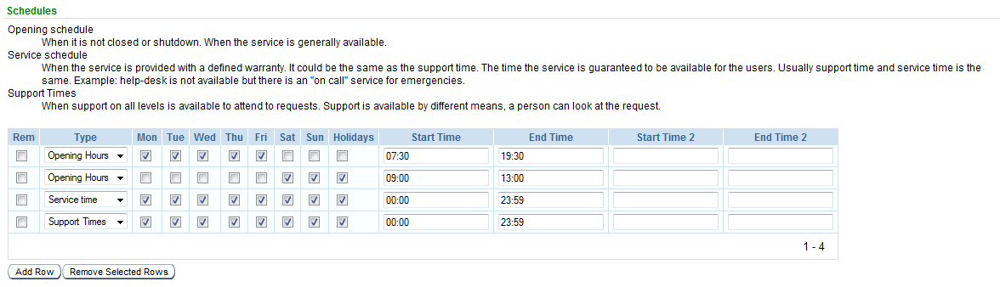 Schedules
Opening schedule
When it is not closed or shutdown. When the service is generally available.
Service schedule
When the service is provided with a defined warranty. It could be the same as the support time. The time the service is guaranteed to be available for the users. Usually support time and service time is the
same. Example: help-desk is not available but there is an "on call" service for emergencies.
Support Times
When support on all levels is available to attend to requests. Support is available by different means, a person can look at the request.
Rem Type Mon Tue Wed Thu Fri Sat Sun Holidays Start Time End Time Start Time 2 End Time 2
Opening Hours 07:30 19:30
Opening Hours 09:00 13:00
Service time 00:00 23:59
Support Times 00:00 23:59
1 - 4
Add Row Remove Selected Rows